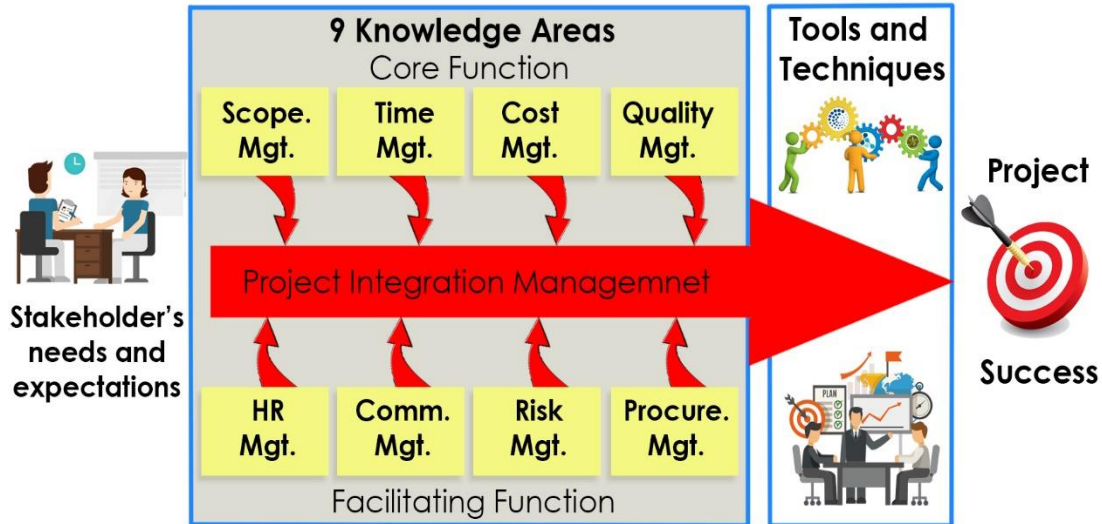 9 Knowledge Areas
Core Function
Scope.
Mgt.
Time
Mgt.
Cost
Mgt.
Quality
Mgt.
Project Integration Managemnet
HR
Mgt.
Comm.
Mgt.
Risk
Mgt.
Procure.
Mgt.
Facilitating Function
Stakeholder's
needs and
expectations
Tools and
Techniques
PLAN
Project
Success